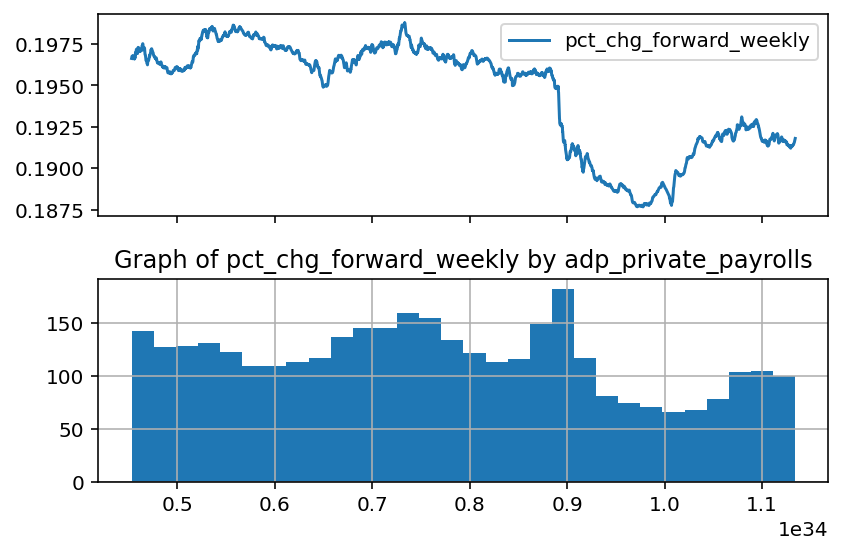 0.1975
0.1950
0.1925
0.1900
0.1875
pct_chg_forward_weekly
Graph of pct_chg_forward_weekly by adp_private_payrolls
150
100
50
0
0.5 0.6 0.7 0.8 0.9 1.0 1.1
1e34